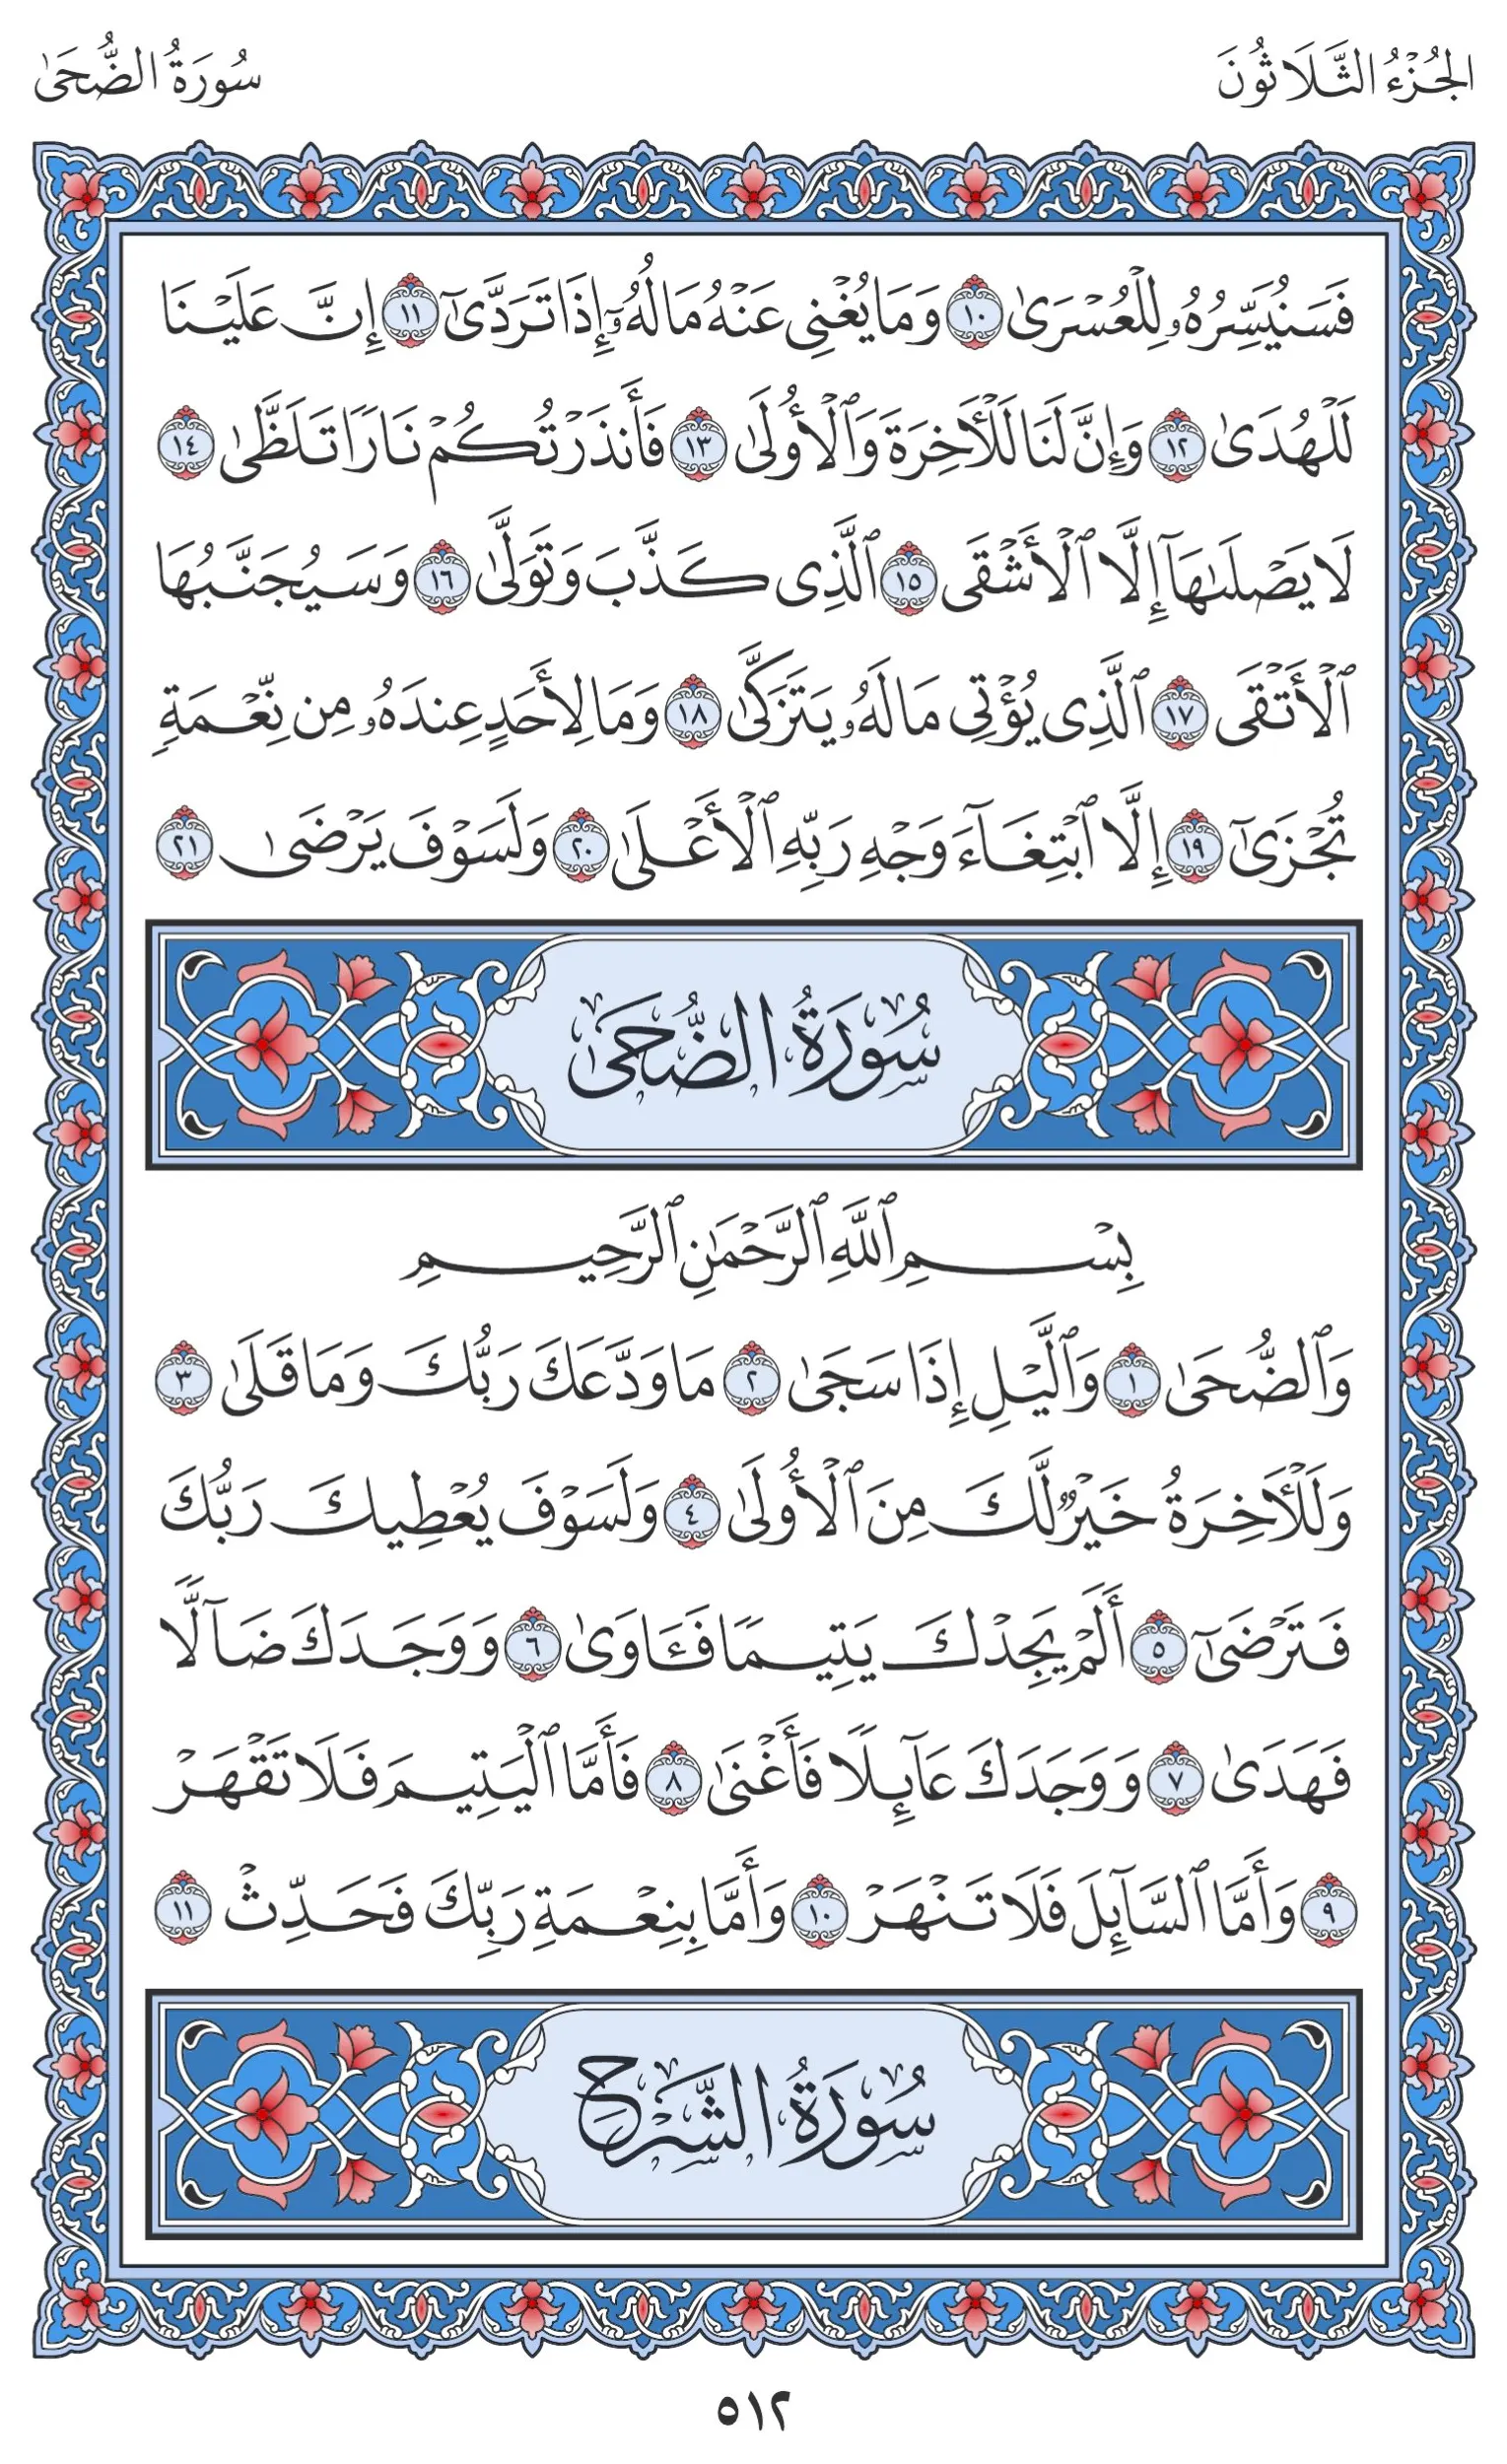 الجُزْءُ الثَّلَاثُونَ سُورَةُ الضُّحَىٰ
فَسَنُيَسِّرُهُۥ لِلْعُسْرَىٰ ١٠ وَمَا يُغْنِى عَنْهُ مَالُهُۥٓ إِذَا تَرَدَّىٰٓ ١١ إِنَّ عَلَيْنَا
لَلْهُدَىٰ ١٢ وَإِنَّ لَنَا لَلْـَٔاخِرَةَ وَٱلْأُولَىٰ ١٣ فَأَنذَرْتُكُمْ نَارًا تَلَظَّىٰ ١٤
لَا يَصْلَىٰهَآ إِلَّا ٱلْأَشْقَى ١٥ ٱلَّذِى كَذَّبَ وَتَوَلَّىٰ ١٦ وَسَيُجَنَّبُهَا
ٱلْأَتْقَى ١٧ ٱلَّذِى يُؤْتِى مَالَهُۥ يَتَزَكَّىٰ ١٨ وَمَا لِأَحَدٍ عِندَهُۥ مِن نِّعْمَةٍ
تُجْزَىٰٓ ١٩ إِلَّا ٱبْتِغَآءَ وَجْهِ رَبِّهِ ٱلْأَعْلَىٰ ٢٠ وَلَسَوْفَ يَرْضَىٰ ٢١
سُورَةُ الضُّحَىٰ
بِسْمِ ٱللَّهِ ٱلرَّحْمَٰنِ ٱلرَّحِيمِ
وَٱلضُّحَىٰ ١ وَٱلَّيْلِ إِذَا سَجَىٰ ٢ مَا وَدَّعَكَ رَبُّكَ وَمَا قَلَىٰ ٣
وَلَلْـَٔاخِرَةُ خَيْرٌ لَّكَ مِنَ ٱلْأُولَىٰ ٤ وَلَسَوْفَ يُعْطِيكَ رَبُّكَ
فَتَرْضَىٰٓ ٥ أَلَمْ يَجِدْكَ يَتِيمًا فَـَٔاوَىٰ ٦ وَوَجَدَكَ ضَآلًّا
فَهَدَىٰ ٧ وَوَجَدَكَ عَآئِلًا فَأَغْنَىٰ ٨ فَأَمَّا ٱلْيَتِيمَ فَلَا تَقْهَرْ
٩ وَأَمَّا ٱلسَّآئِلَ فَلَا تَنْهَرْ ١٠ وَأَمَّا بِنِعْمَةِ رَبِّكَ فَحَدِّثْ ١١
سُورَةُ الشَّرْحِ
٥١٢